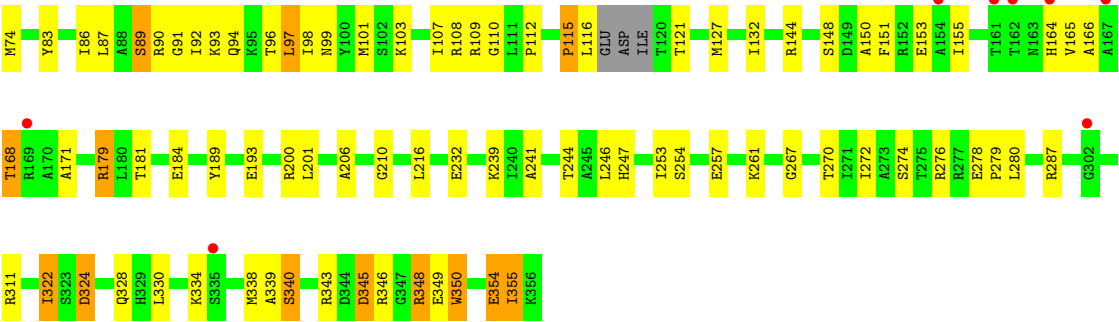 M74 Y83 I86 L87 A88 S89 R90 G91 I92 K93 Q94 K95 T96 L97 I98 N99 Y100 M101 S102 K103 I107 R108 R109 G110 L111 P112 P115 L116 GLU ASP ILE T120 T121 M127 I132 R144 S148 D149 A150 F151 R152 E153 A154 I155 T161 T162 N163 H164 V165 A166 A167
T168 R169 A170 A171 R179 L180 T181 E184 Y189 E193 R200 L201 A206 G210 L216 E232 K239 I240 A241 T244 A245 L246 H247 I253 S254 E257 K261 G267 T270 I271 I272 A273 S274 T275 R276 R277 E278 P279 L280 R287 G302
R311 I322 S323 D324 Q328 H329 L330 K334 S335 M338 A339 S340 R343 D344 D345 R346 G347 R348 E349 W350 E354 I355 K356